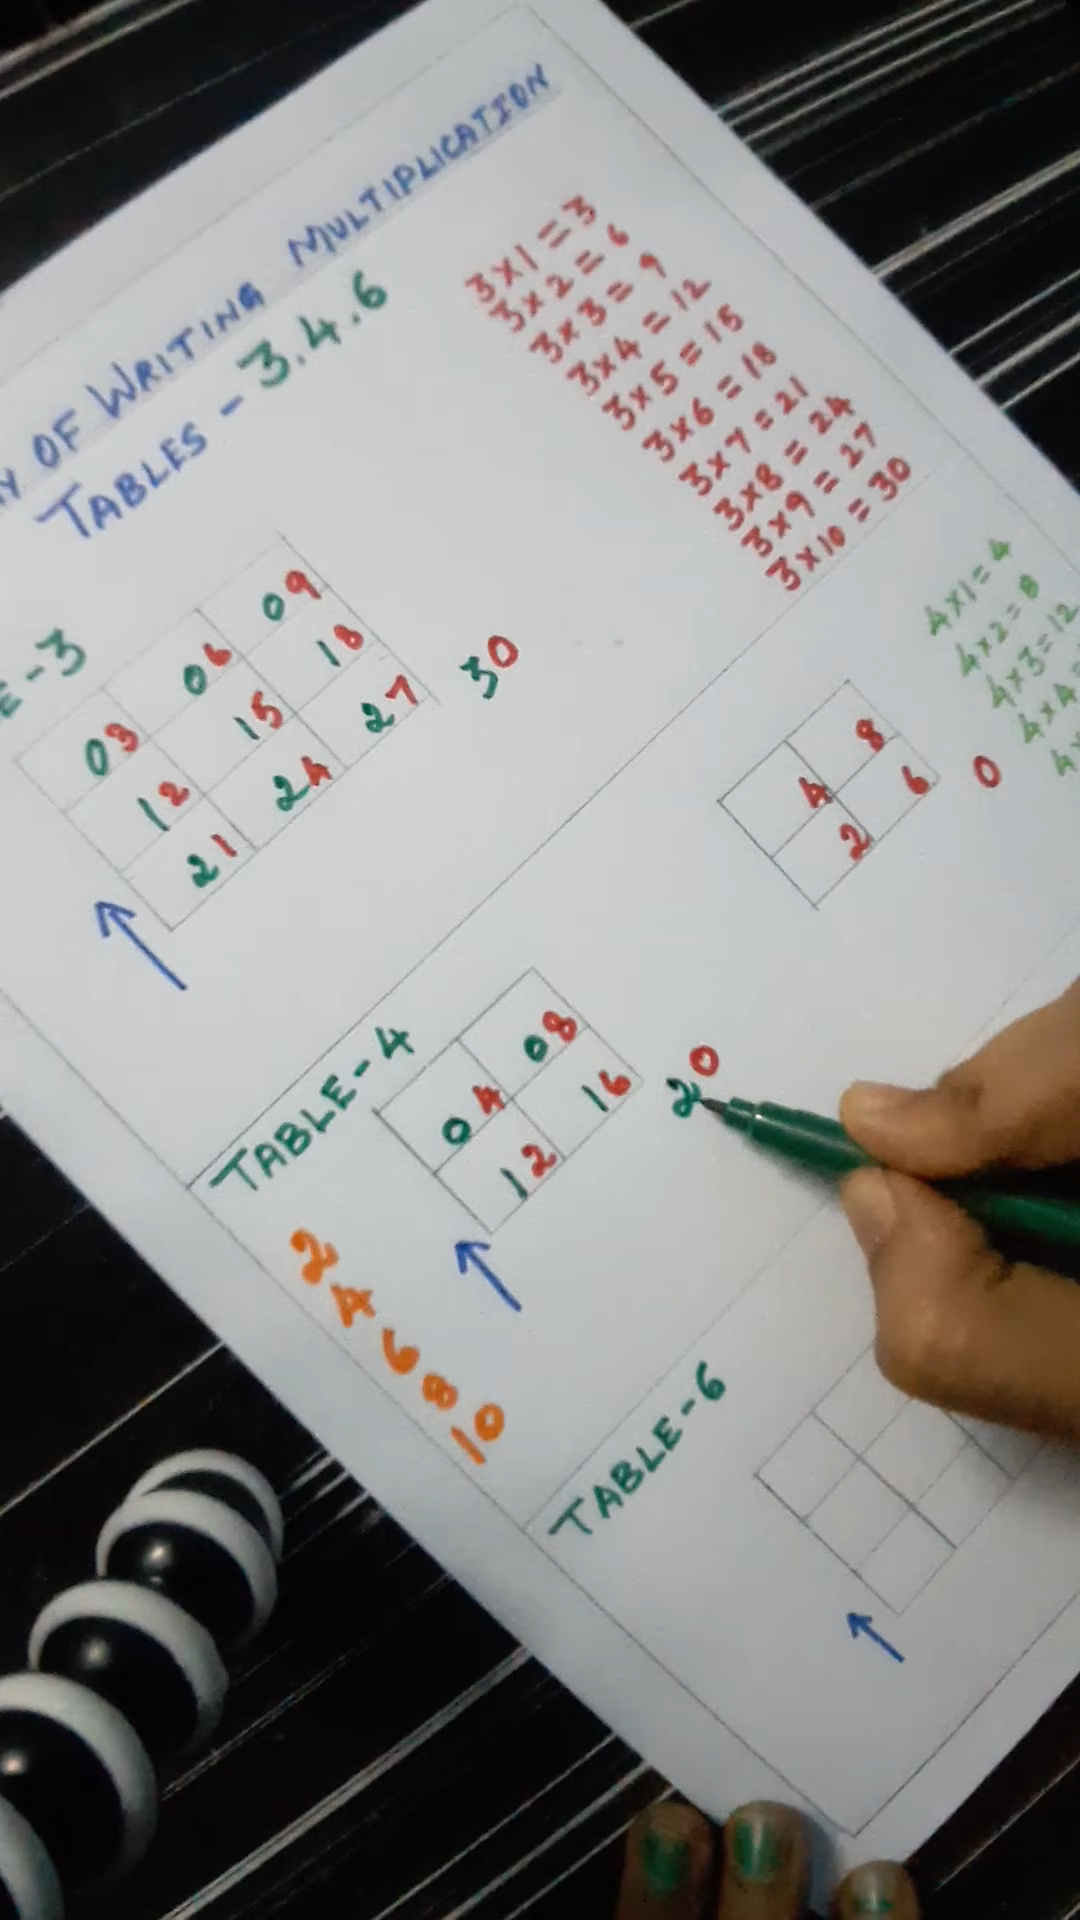 OF WRITING MULTIPLICATION
TABLES - 3.4.6
3x1=3
3x2=6
3x3=9
3x4=12
3x5=15
3x6=18
3x7=21
3x8=24
3x9=27
3x10=30
-3
03 06 09
12 15 18
21 24 27 30
4x1=4
4x2=8
4x3=12
4x4=
4x
4 8
2 6 0
TABLE-4
04 08
12 16 20
2
4
6
8
10
TABLE-6